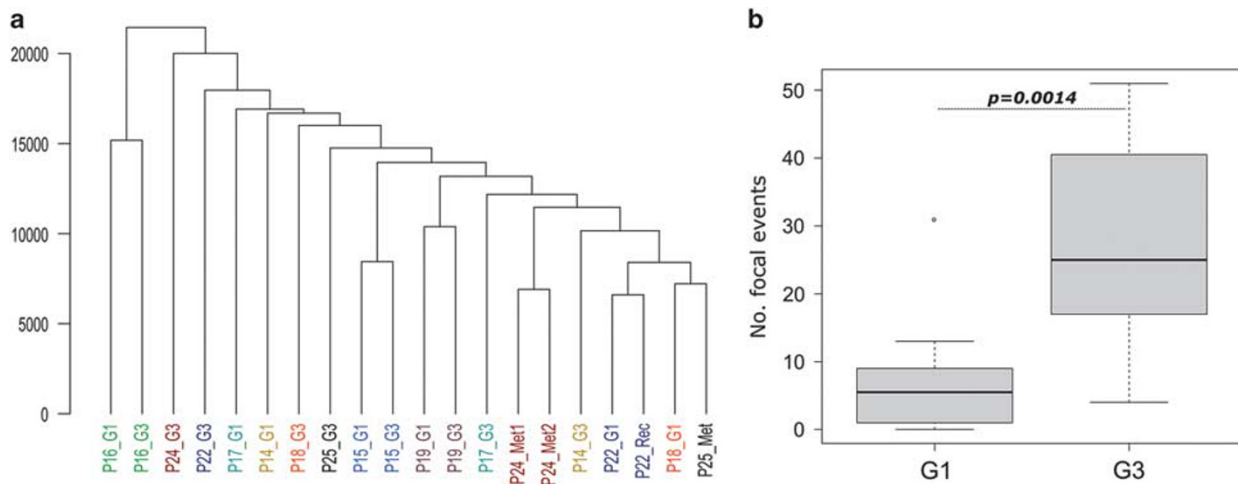 a
20000
15000
10000
5000
0
P16_G1
P16_G3
P24_G3
P22_G3
P17_G1
P14_G1
P18_G3
P25_G3
P15_G1
P15_G3
P19_G1
P19_G3
P17_G3
P24_Met1
P24_Met2
P14_G3
P22_G1
P22_Rec
P18_G1
P25_Met
b
No. focal events
50
40
30
20
10
0
p=0.0014
G1
G3